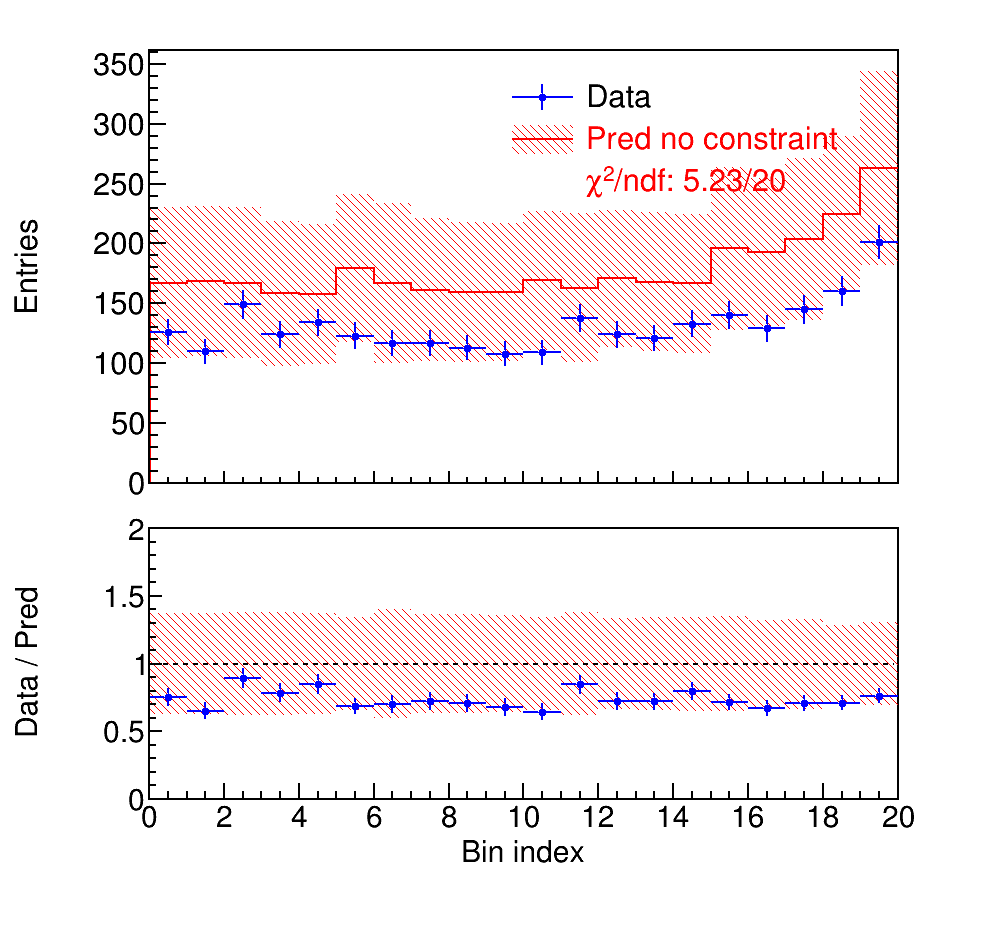 350
300
250
200
150
100
50
0
Entries
Data
Pred no constraint
χ²/ndf: 5.23/20
2
1.5
1
0.5
0
Data / Pred
0 2 4 6 8 10 12 14 16 18 20
Bin index